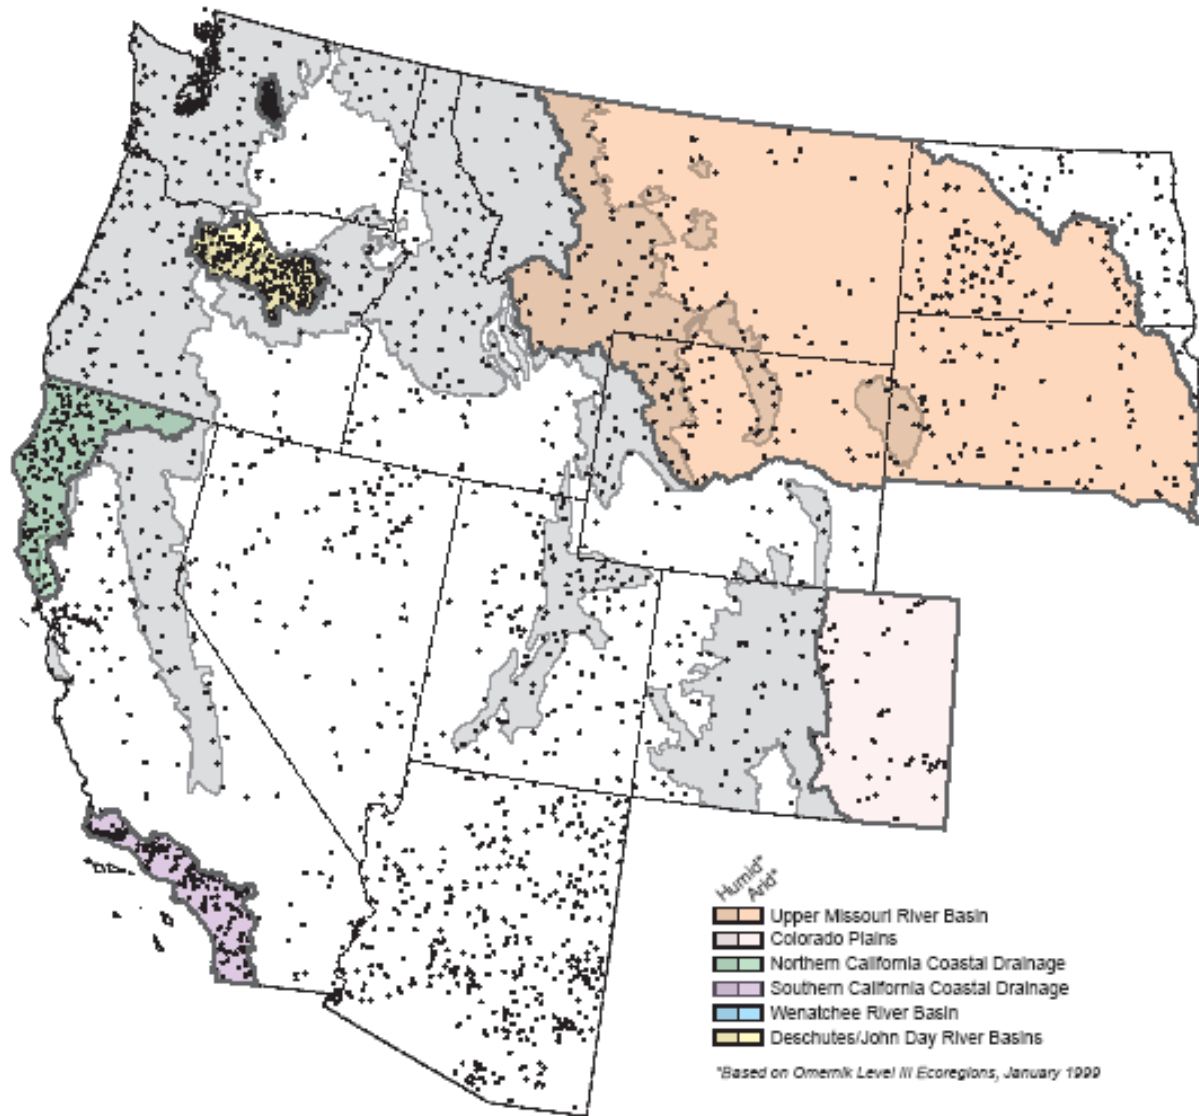 Humid*
Arid*
Upper Missouri River Basin
Colorado Plains
Northern California Coastal Drainage
Southern California Coastal Drainage
Wenatchee River Basin
Deschutes/John Day River Basins
*Based on Omernik Level III Ecoregions, January 1999